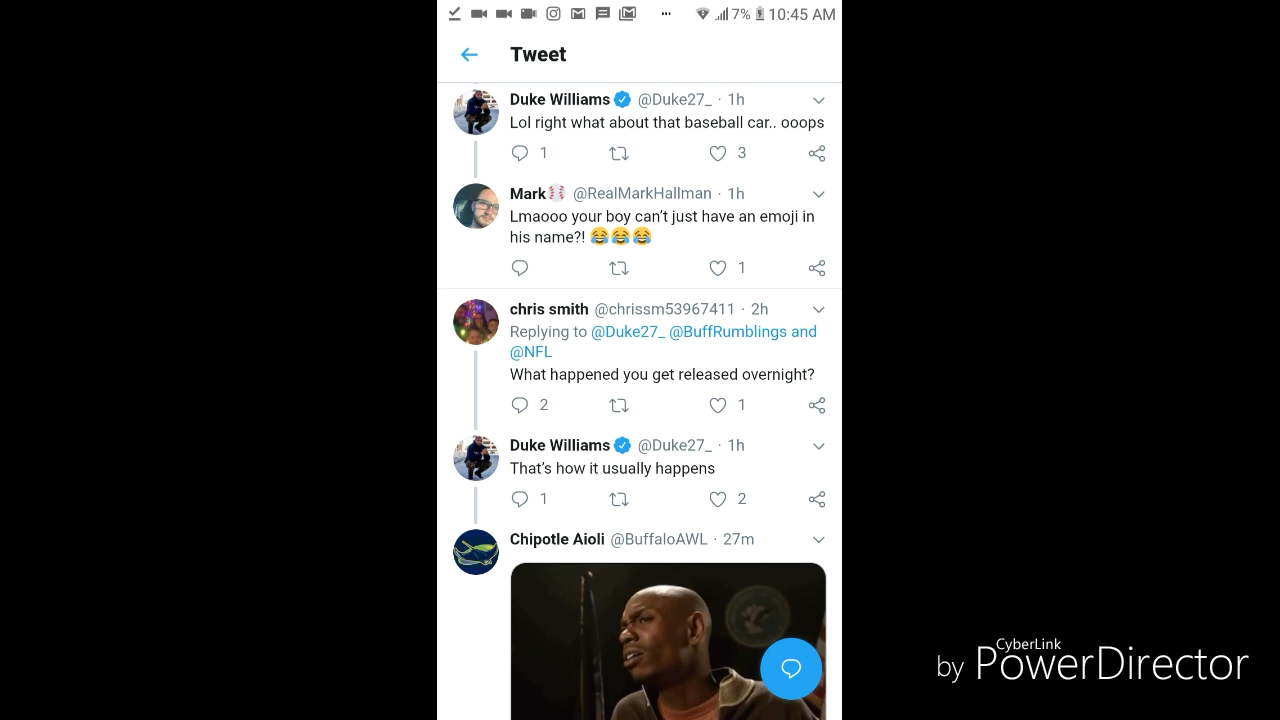 7% 10:45 AM
Tweet
Duke Williams @Duke27_ · 1h
Lol right what about that baseball car.. ooops
1 3
Mark⚾ @RealMarkHallman · 1h
Lmaooo your boy can't just have an emoji in
his name?! 😂😂😂
1
chris smith @chrissm53967411 · 2h
Replying to @Duke27_ @BuffRumblings and
@NFL
What happened you get released overnight?
2 1
Duke Williams @Duke27_ · 1h
That's how it usually happens
1 2
Chipotle Aioli @BuffaloAWL · 27m
CyberLink
by PowerDirector